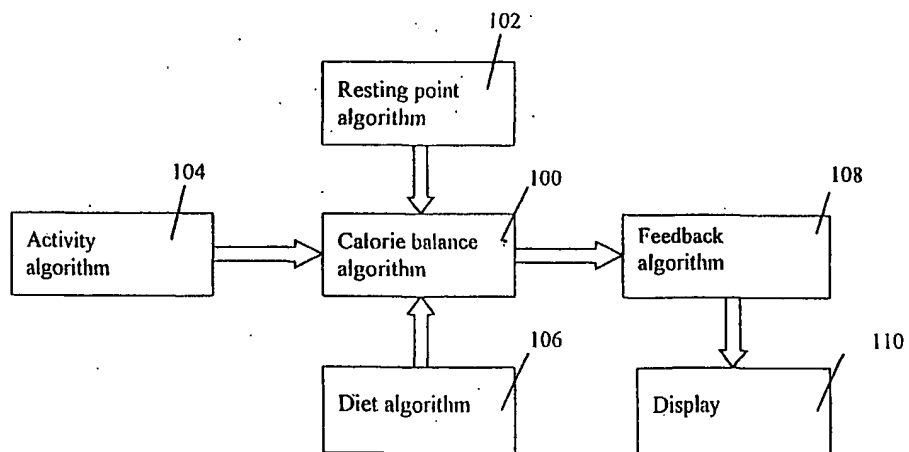 102
Resting point
algorithm
104
100
108
Activity
algorithm
Calorie balance
algorithm
Feedback
algorithm
106
110
Diet algorithm
Display